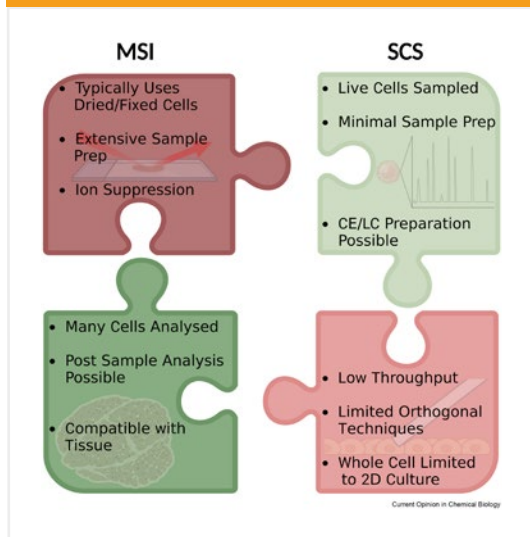 MSI
SCS
• Typically Uses
Dried/Fixed Cells
• Extensive Sample
Prep
• Ion Suppression
• Live Cells Sampled
• Minimal Sample Prep
• CE/LC Preparation
Possible
• Many Cells Analysed
• Post Sample Analysis
Possible
• Compatible with
Tissue
• Low Throughput
• Limited Orthogonal
Techniques
• Whole Cell Limited
to 2D Culture
Current Opinion in Chemical Biology